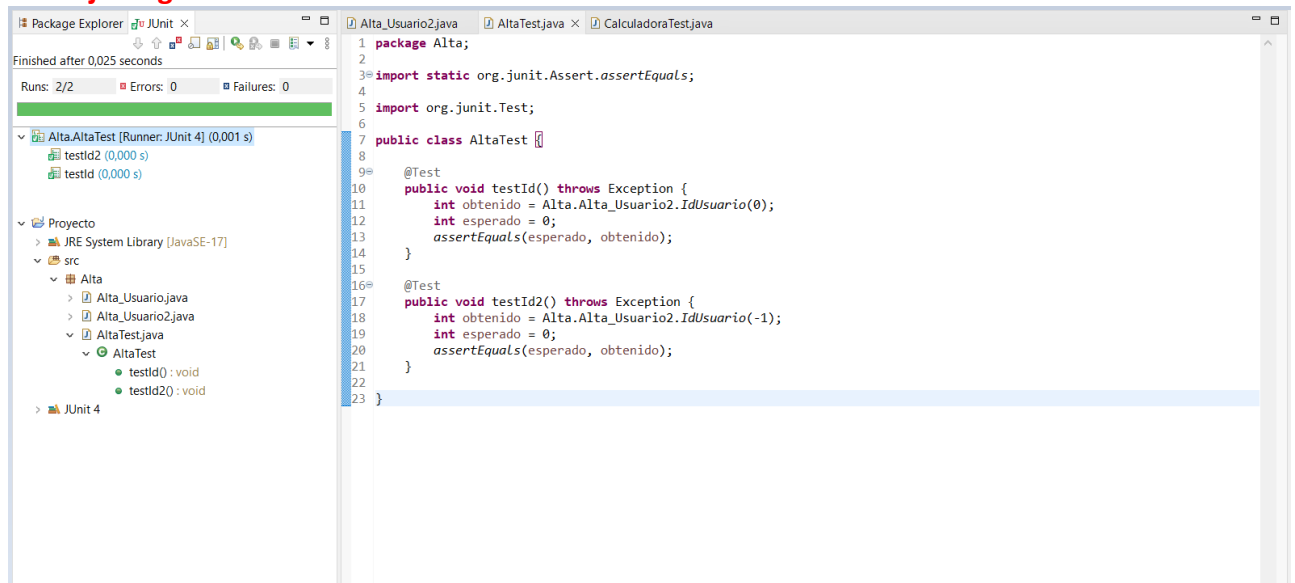 Package Explorer JUnit
Finished after 0,025 seconds
Runs: 2/2 Errors: 0 Failures: 0
Alta.AltaTest [Runner: JUnit 4] (0,001 s)
testId2 (0,000 s)
testId (0,000 s)
Proyecto
JRE System Library [JavaSE-17]
src
Alta
Alta_Usuario.java
Alta_Usuario2.java
AltaTest.java
AltaTest
testId() : void
testId2() : void
JUnit 4
Alta_Usuario2.java AltaTest.java CalculadoraTest.java
1 package Alta;
2
3 import static org.junit.Assert.assertEquals;
4
5 import org.junit.Test;
6
7 public class AltaTest {
8
9 @Test
10 public void testId() throws Exception {
11 int obtenido = Alta.Alta_Usuario2.IdUsuario(0);
12 int esperado = 0;
13 assertEquals(esperado, obtenido);
14 }
15
16 @Test
17 public void testId2() throws Exception {
18 int obtenido = Alta.Alta_Usuario2.IdUsuario(-1);
19 int esperado = 0;
20 assertEquals(esperado, obtenido);
21 }
22
23 }